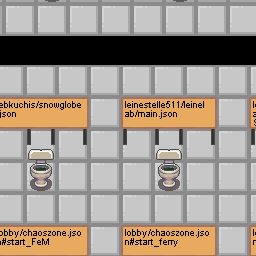 ebkuchis/snowglobe
.json
leinestelle511/leinel
ab/main.json
lobby/chaoszone.jso
n#start_FeM
lobby/chaoszone.jso
n#start_ferry